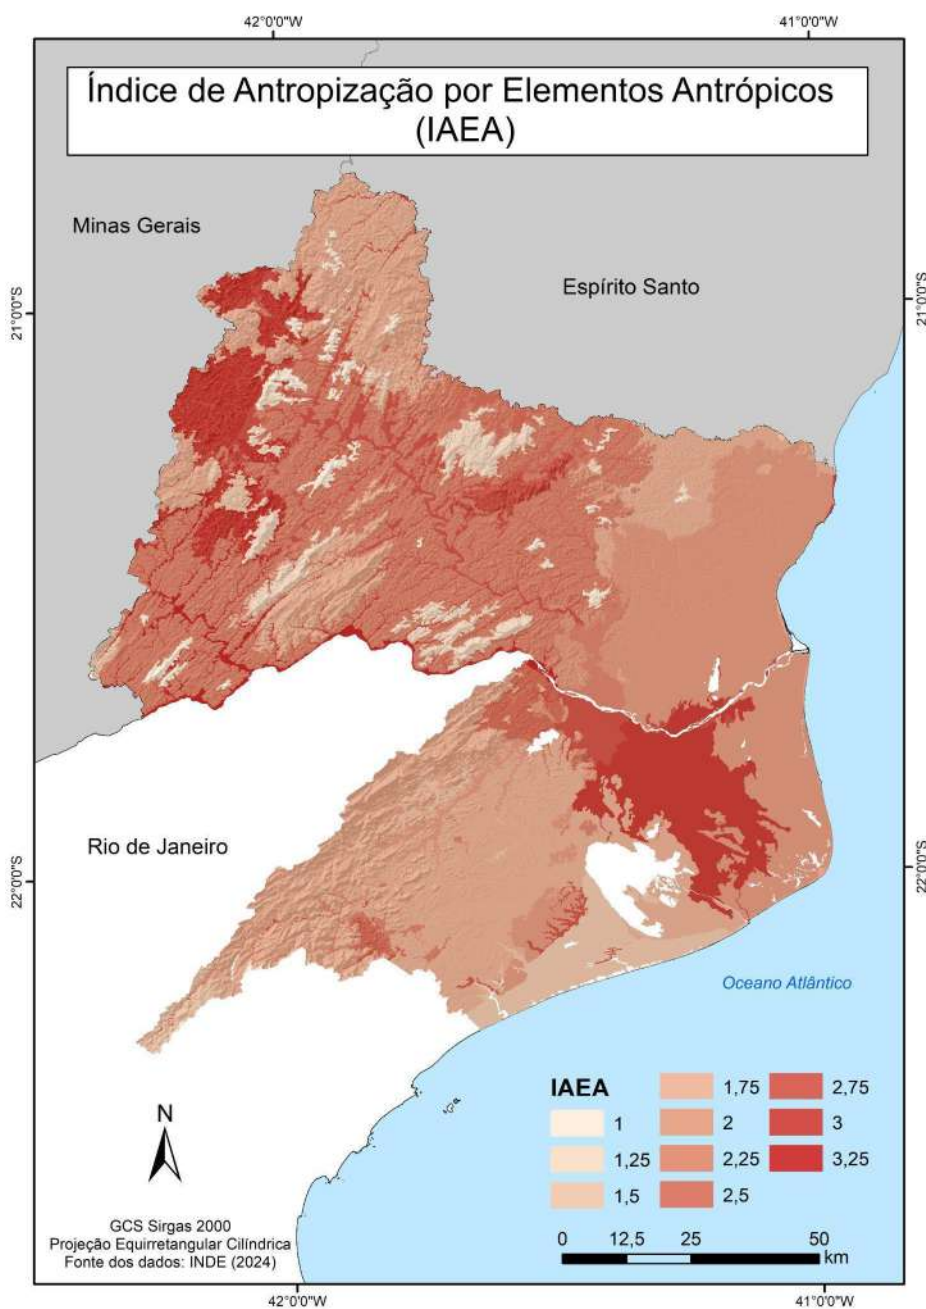 42°0'0"W
41°0'0"W
Índice de Antropização por Elementos Antrópicos
(IAEA)
Minas Gerais
Espírito Santo
21°0'0"S
21°0'0"S
Rio de Janeiro
22°0'0"S
22°0'0"S
Oceano Atlântico
IAEA
1
1,25
1,5
1,75
2
2,25
2,5
2,75
3
3,25
N
GCS Sirgas 2000
Projeção Equirretangular Cilíndrica
Fonte dos dados: INDE (2024)
0 12,5 25 50
km
42°0'0"W
41°0'0"W